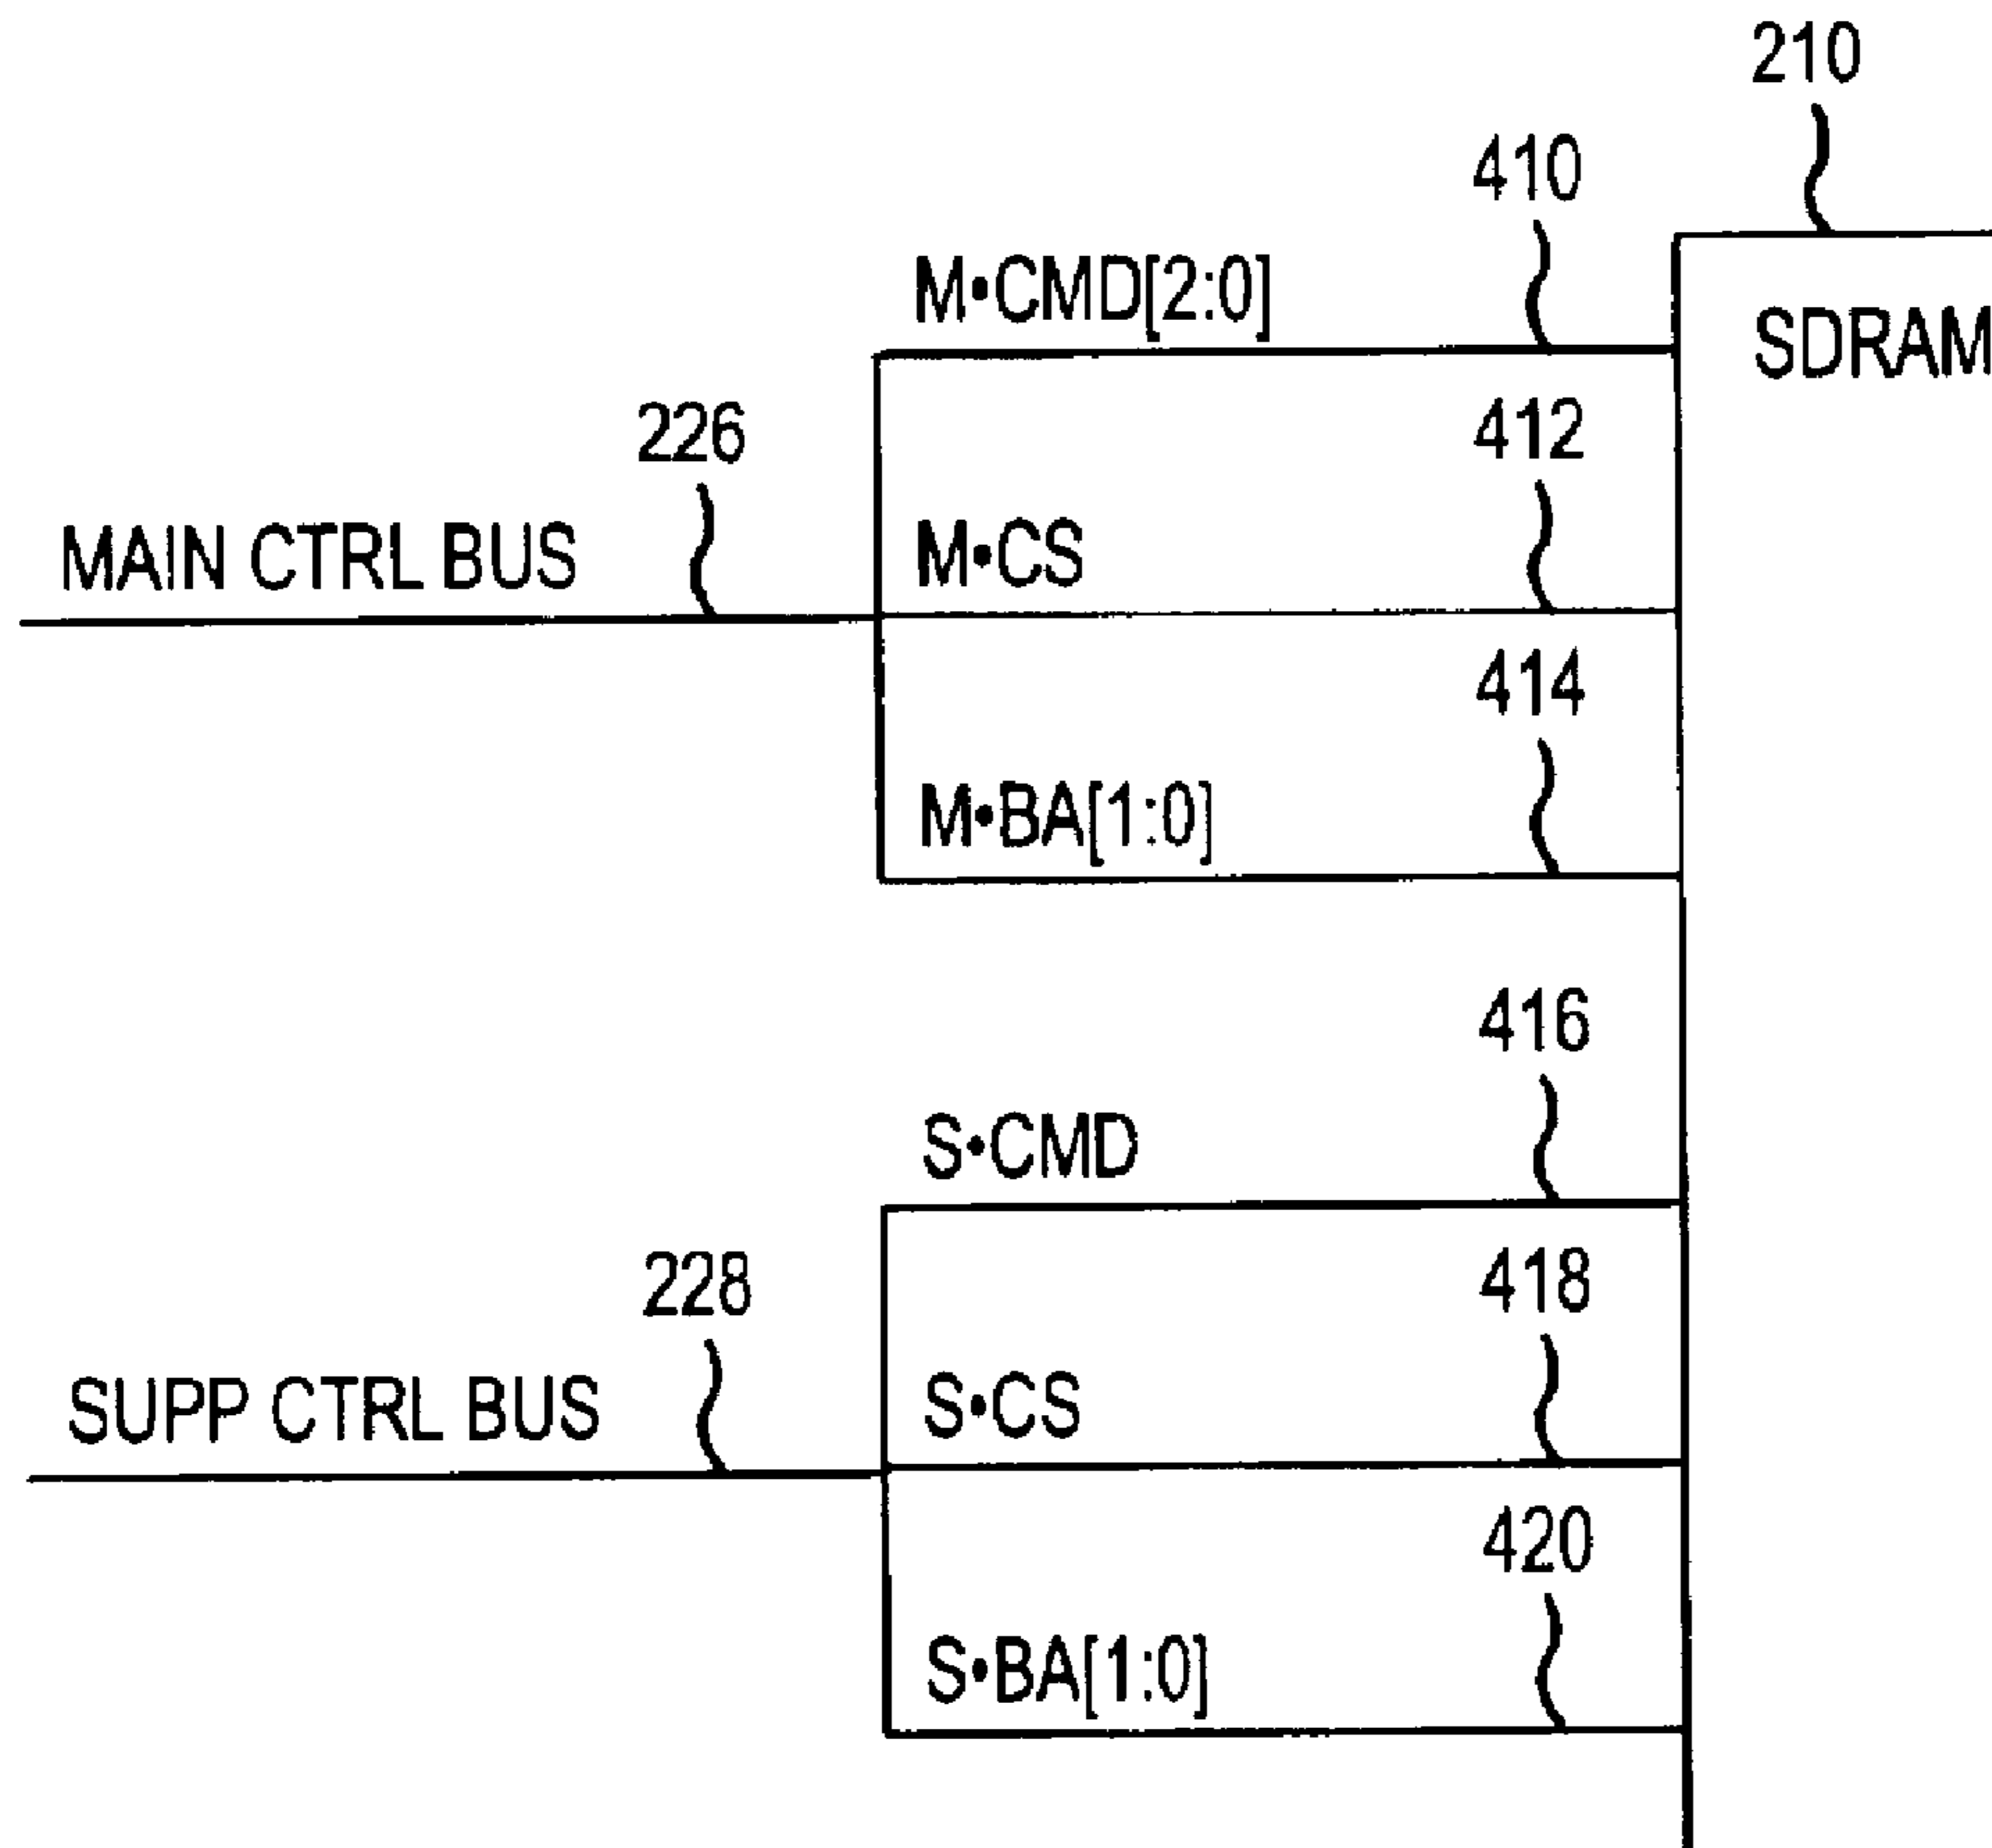 210
410
M•CMD[2:0]
SDRAM
226
412
MAIN CTRL BUS
M•CS
414
M•BA[1:0]
416
S•CMD
228
418
SUPP CTRL BUS
S•CS
420
S•BA[1:0]